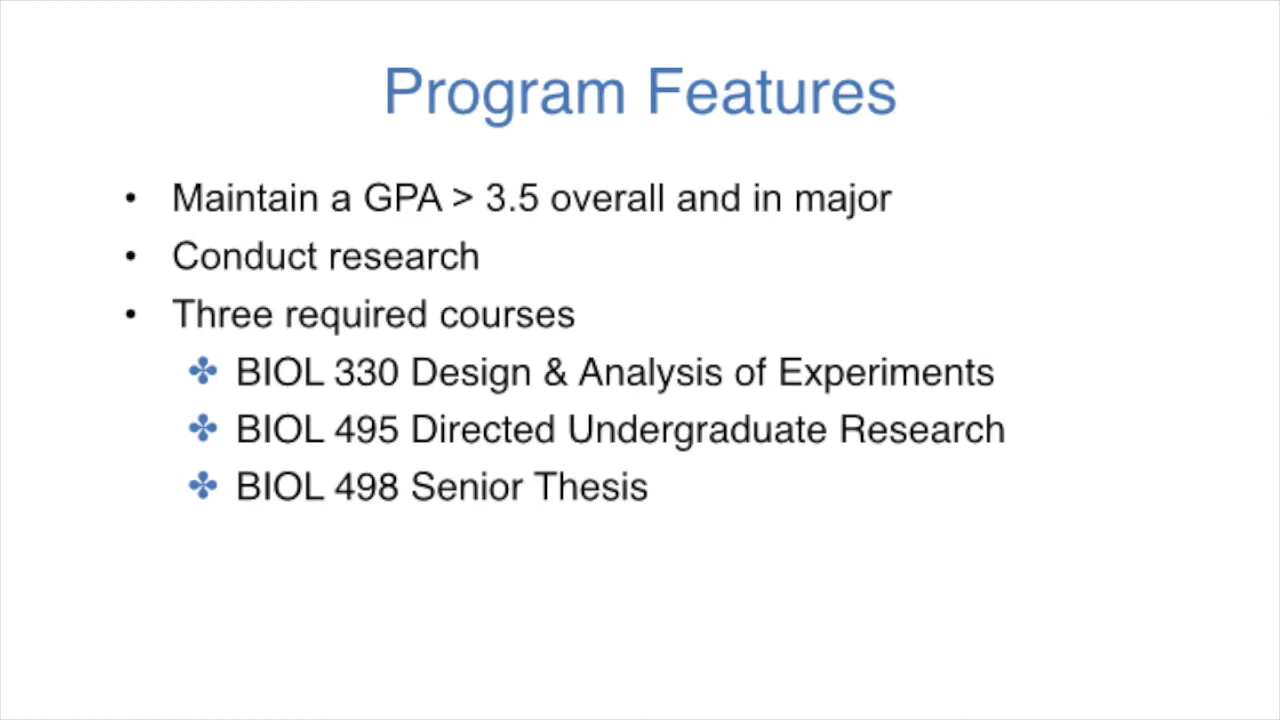 Program Features
• Maintain a GPA > 3.5 overall and in major
• Conduct research
• Three required courses
✤ BIOL 330 Design & Analysis of Experiments
✤ BIOL 495 Directed Undergraduate Research
✤ BIOL 498 Senior Thesis